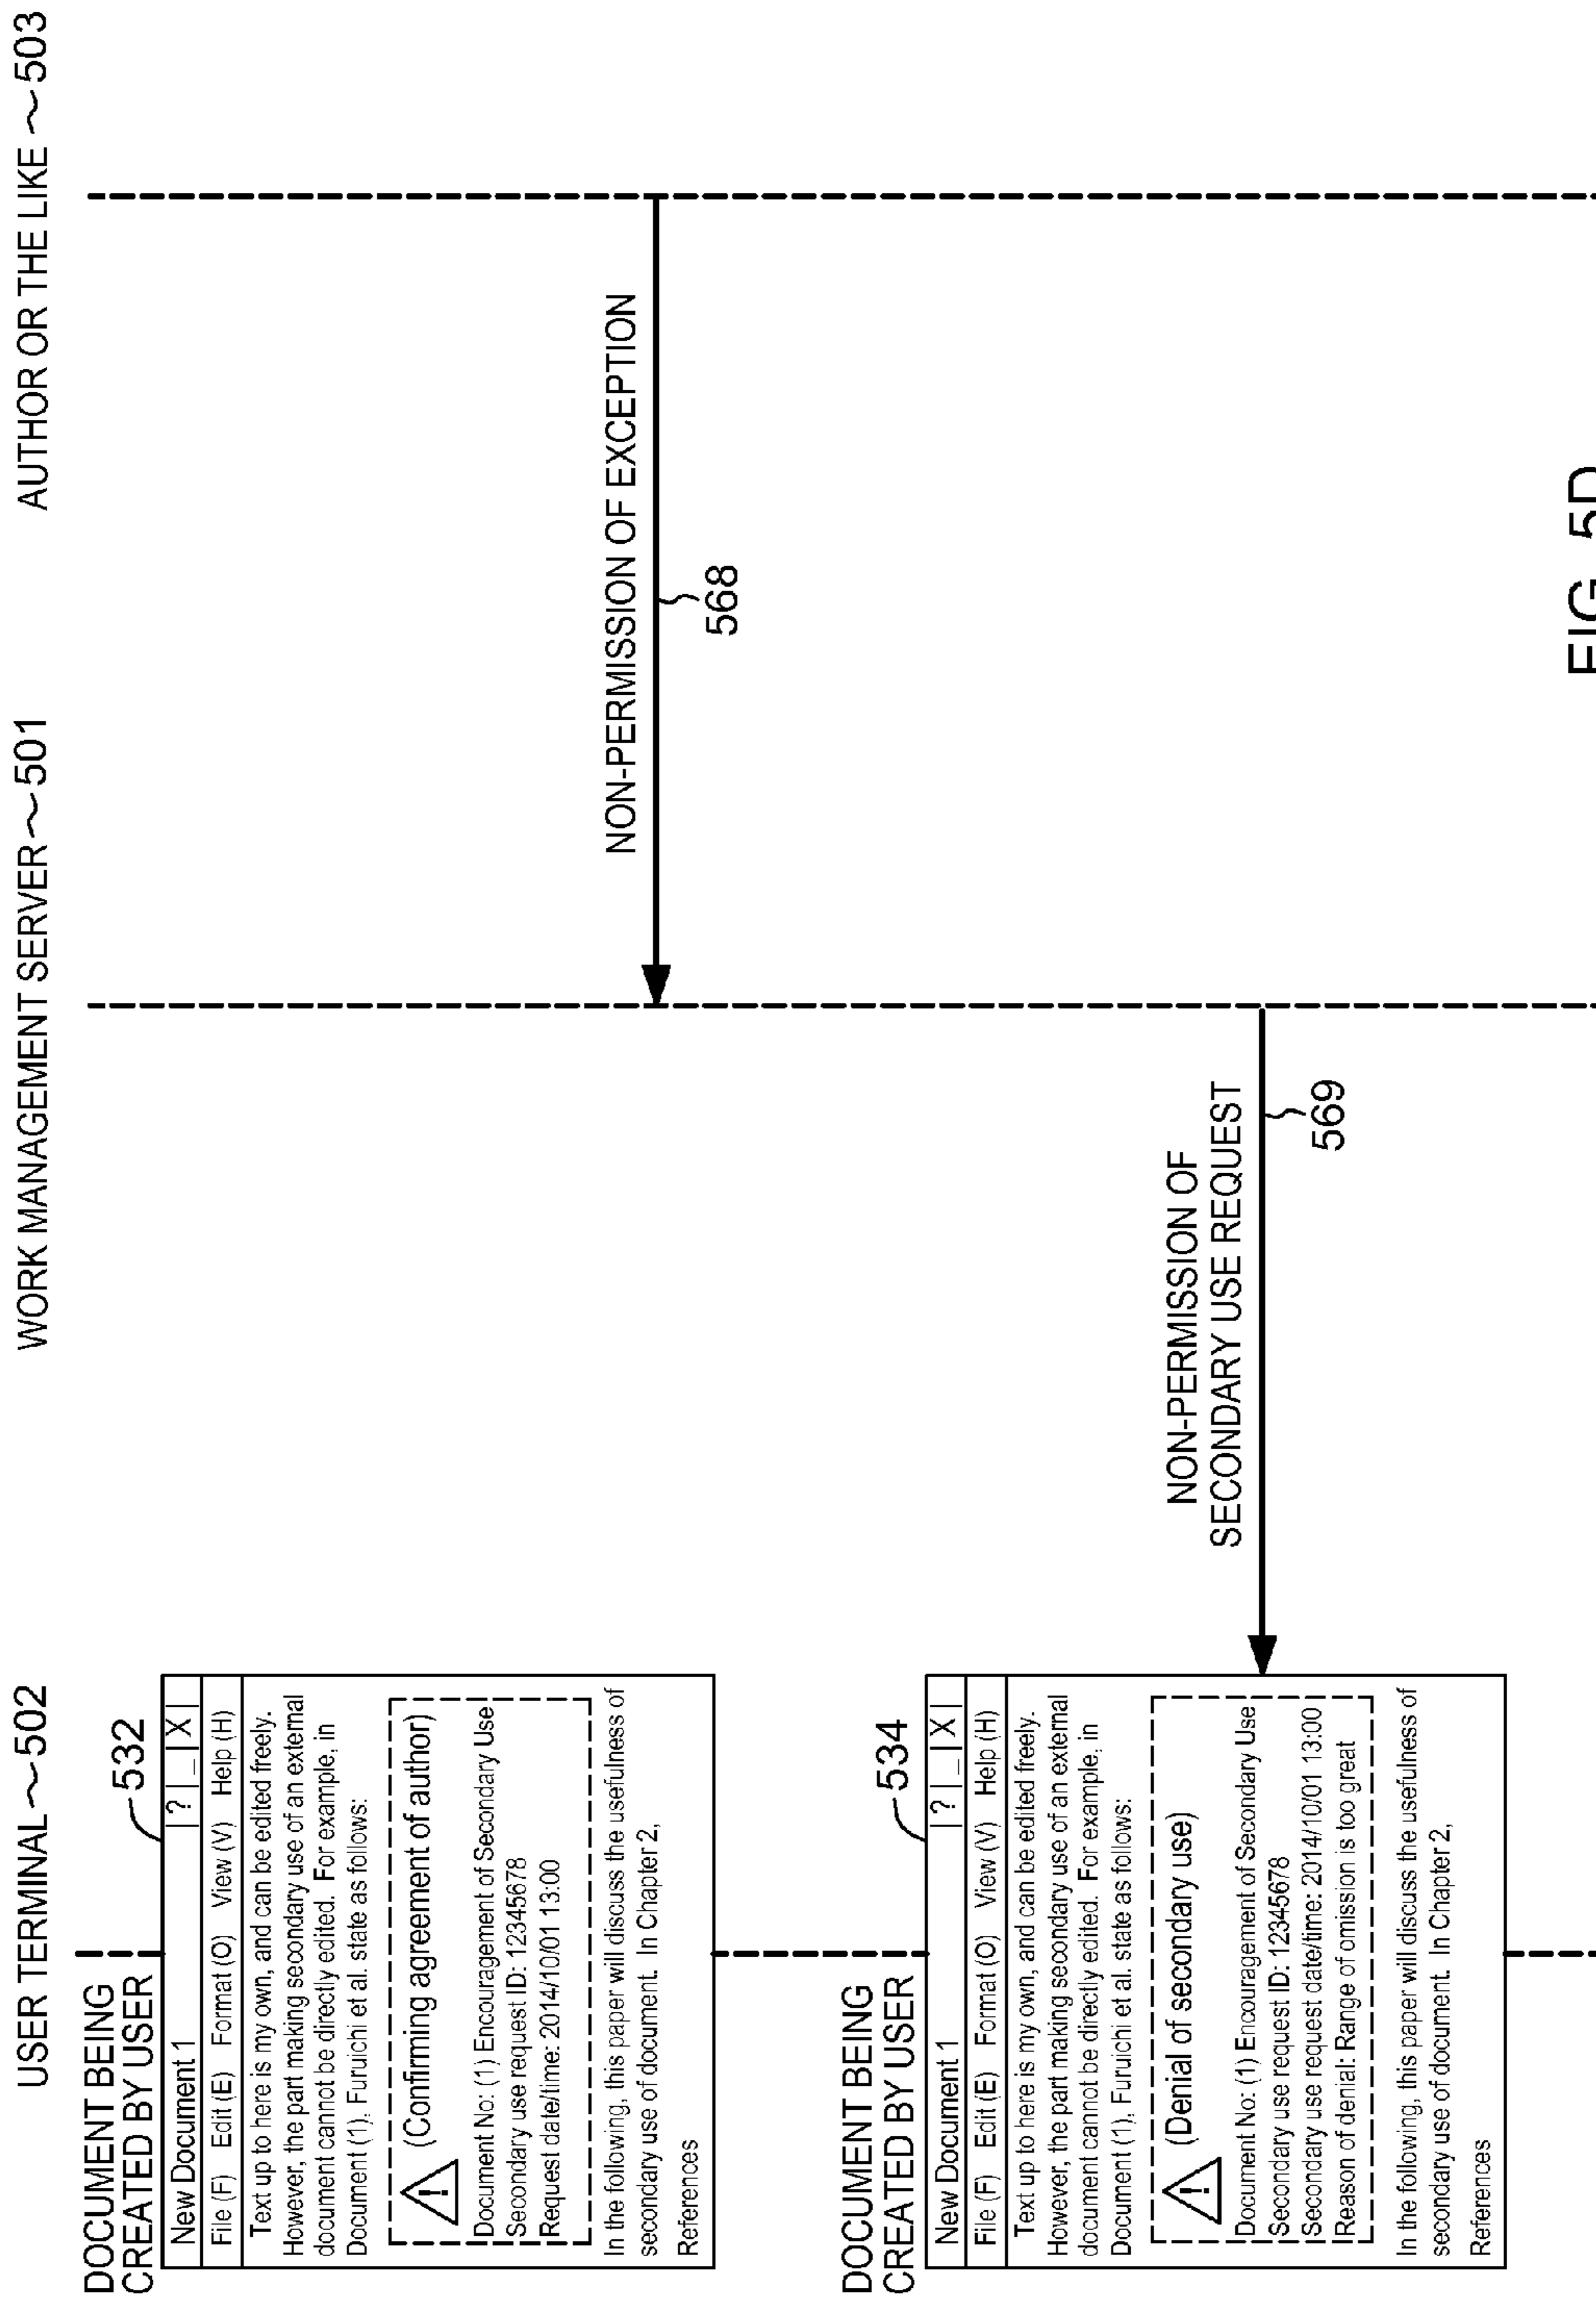 USER TERMINAL ~ 502
WORK MANAGEMENT SERVER ~ 501
AUTHOR OR THE LIKE ~ 503
DOCUMENT BEING
CREATED BY USER
532
New Document 1 | ? | _ | X |
File (F) Edit (E) Format (O) View (V) Help (H)
Text up to here is my own, and can be edited freely.
However, the part making secondary use of an external
document cannot be directly edited. For example, in
Document (1), Furuichi et al. state as follows:
! (Confirming agreement of author)
Document No: (1) Encouragement of Secondary Use
Secondary use request ID: 12345678
Request date/time: 2014/10/01 13:00
In the following, this paper will discuss the usefulness of
secondary use of document. In Chapter 2,
References
NON-PERMISSION OF EXCEPTION
568
DOCUMENT BEING
CREATED BY USER
534
New Document 1 | ? | _ | X |
File (F) Edit (E) Format (O) View (V) Help (H)
Text up to here is my own, and can be edited freely.
However, the part making secondary use of an external
document cannot be directly edited. For example, in
Document (1), Furuichi et al. state as follows:
! (Denial of secondary use)
Document No: (1) Encouragement of Secondary Use
Secondary use request ID: 12345678
Secondary use request date/time: 2014/10/01 13:00
Reason of denial: Range of omission is too great
In the following, this paper will discuss the usefulness of
secondary use of document. In Chapter 2,
References
NON-PERMISSION OF
SECONDARY USE REQUEST
569
FIG. 5D